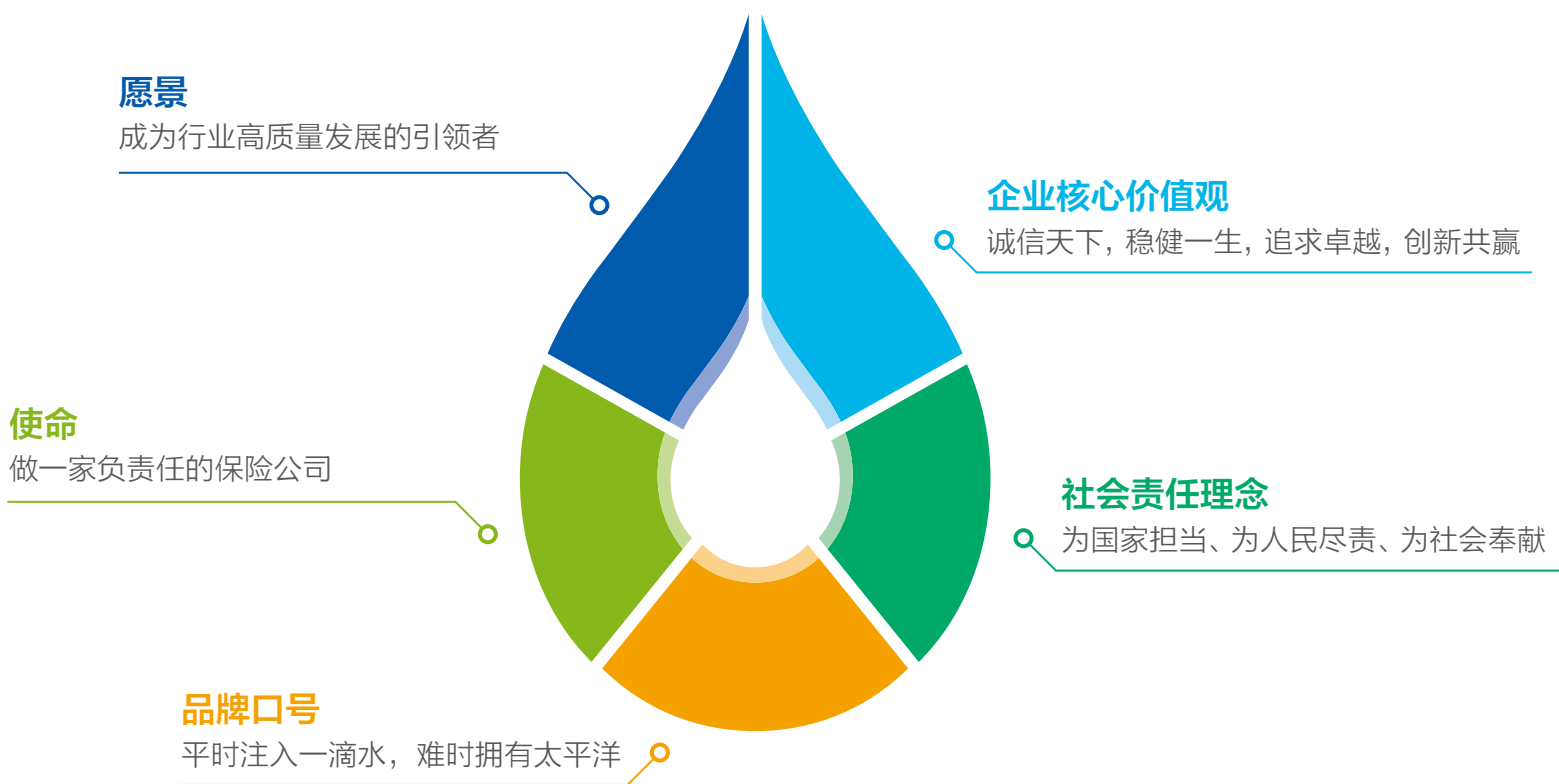 愿景
成为行业高质量发展的引领者
企业核心价值观
诚信天下, 稳健一生, 追求卓越, 创新共赢
使命
做一家负责任的保险公司
社会责任理念
为国家担当、为人民尽责、为社会奉献
品牌口号
平时注入一滴水，难时拥有太平洋